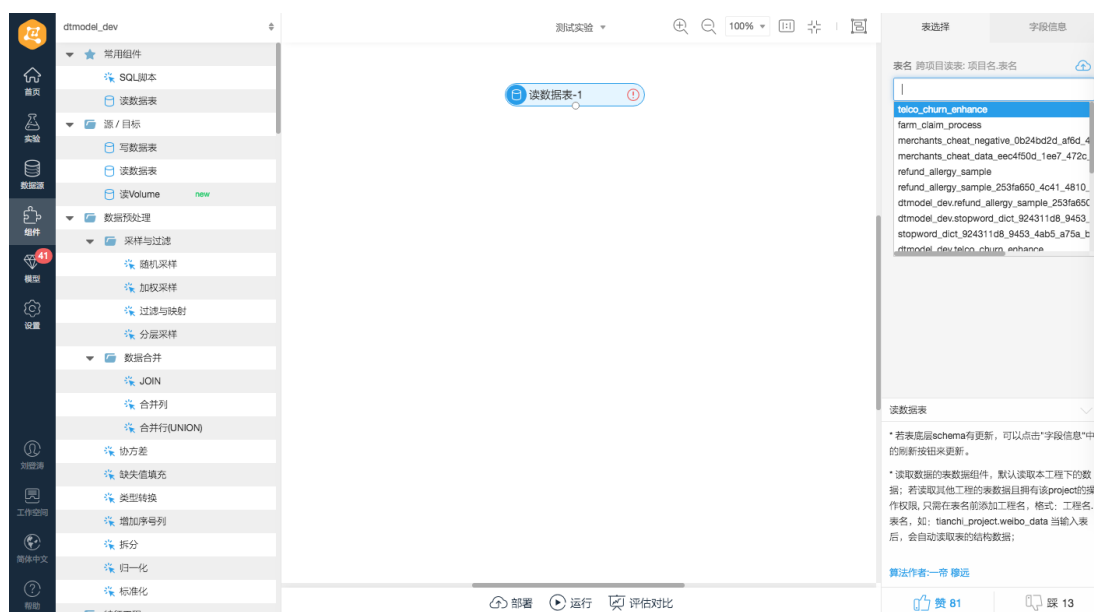 首页
实验
数据源
组件
41
模型
设置
工作空间
简体中文
帮助
dtmodel_dev
常用组件
SQL脚本
读数据表
源 / 目标
写数据表
读数据表
读Volume new
数据预处理
采样与过滤
随机采样
加权采样
过滤与映射
分层采样
数据合并
JOIN
合并列
合并行(UNION)
协方差
缺失值填充
类型转换
增加序号列
拆分
归一化
标准化
测试实验
100%
读数据表-1
部署 运行 评估对比
表选择 字段信息
表名 跨项目读表: 项目名.表名
telco_churn_enhance
farm_claim_process
merchants_cheat_negative_0b24bd2d_af6d_4
merchants_cheat_data_eec4f50d_1ee7_472c_
refund_allergy_sample
refund_allergy_sample_253fa650_4c41_4810_
dtmodel_dev.refund_allergy_sample_253fa650
dtmodel_dev.stopword_dict_924311d8_9453_
stopword_dict_924311d8_9453_4ab5_a75a_b
dtmodel_dev.telco_churn_enhance
读数据表
* 若表底层schema有更新，可以点击"字段信息"中
的刷新按钮来更新。
* 读取数据的表数据组件，默认读取本工程下的数
据；若读取其他工程的表数据且拥有该project的操
作权限, 只需在表名前添加工程名，格式：工程名.
表名，如：tianchi_project.weibo_data 当输入表
后，会自动读取表的结构数据；
算法作者:一帝 穆远
赞 81 踩 13